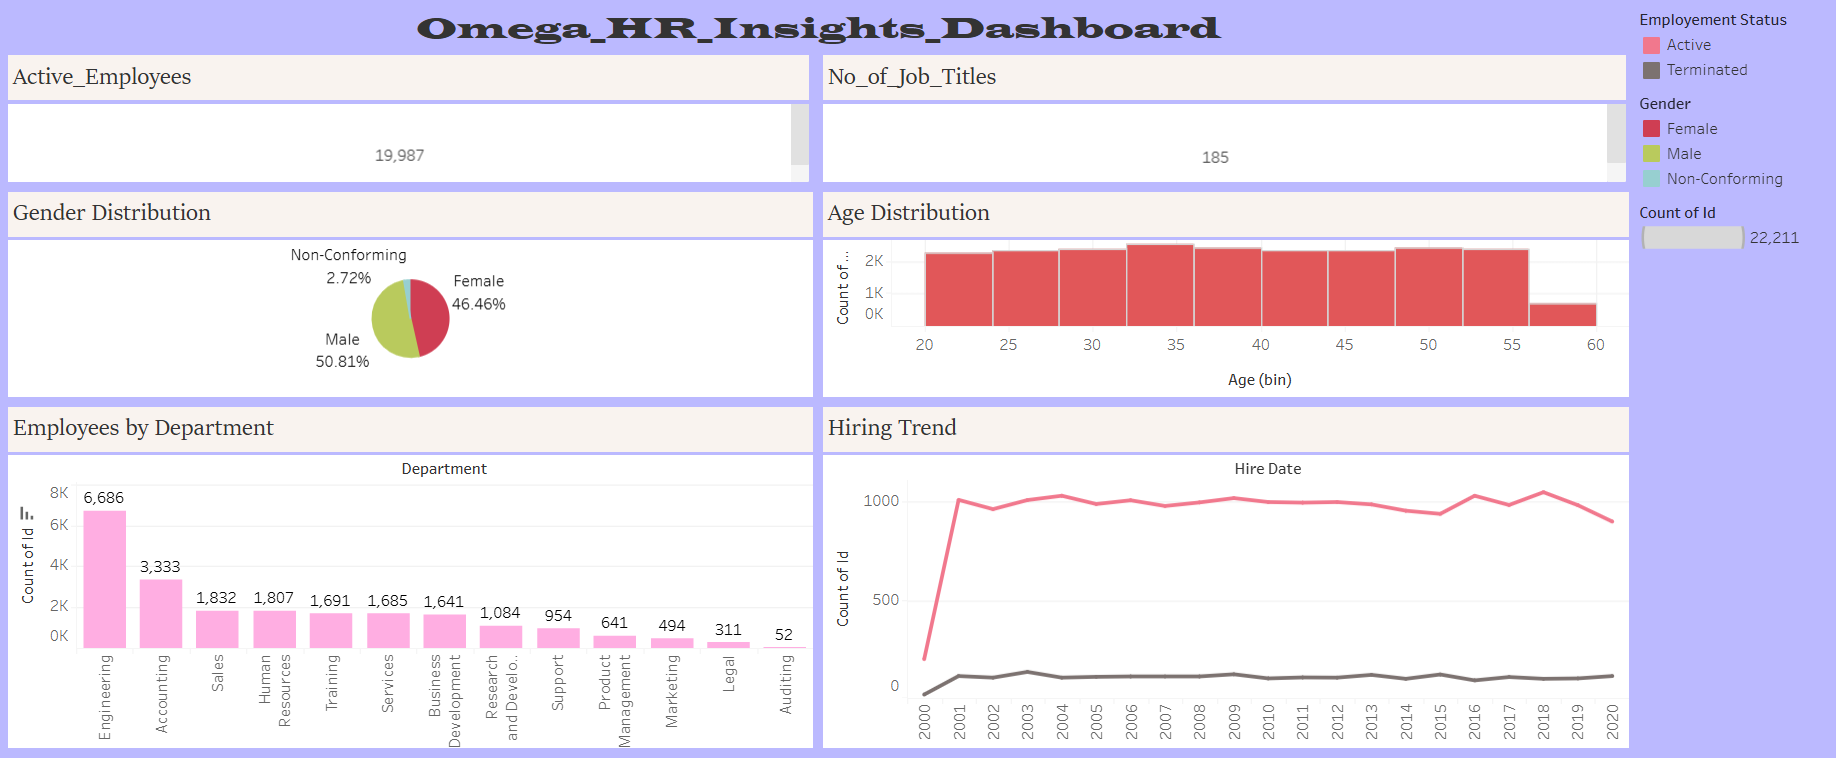 Omega_HR_Insights_Dashboard
Employement Status
Active
Terminated
Gender
Female
Male
Non-Conforming
Count of Id
22,211
Active_Employees
19,987
No_of_Job_Titles
185
Gender Distribution
Non-Conforming
2.72%
Female
46.46%
Male
50.81%
Age Distribution
Count of ...
2K
1K
0K
20 25 30 35 40 45 50 55 60
Age (bin)
Employees by Department
Department
Count of Id
8K
6K
4K
2K
0K
6,686
3,333
1,832
1,807
1,691
1,685
1,641
1,084
954
641
494
311
52
Engineering
Accounting
Sales
Human
Resources
Training
Services
Business
Development
Research
and Develo..
Support
Product
Management
Marketing
Legal
Auditing
Hiring Trend
Hire Date
Count of Id
1000
500
0
2000 2001 2002 2003 2004 2005 2006 2007 2008 2009 2010 2011 2012 2013 2014 2015 2016 2017 2018 2019 2020